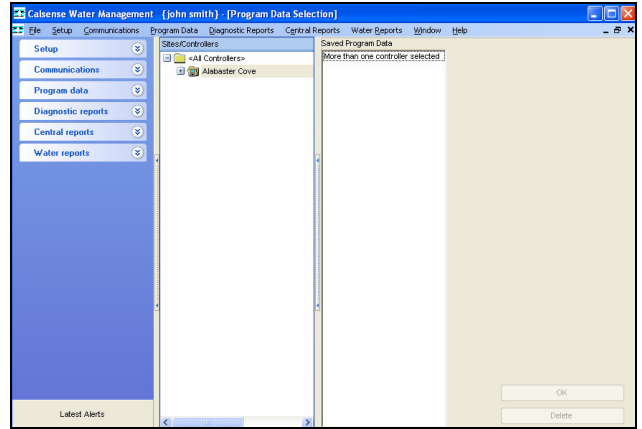 Calsense Water Management {john smith} - [Program Data Selection]
File Setup Communications Program Data Diagnostic Reports Central Reports Water Reports Window Help
Setup
Communications
Program data
Diagnostic reports
Central reports
Water reports
Latest Alerts
Sites/Controllers
<All Controllers>
Alabaster Cove
Saved Program Data
More than one controller selected
OK
Delete